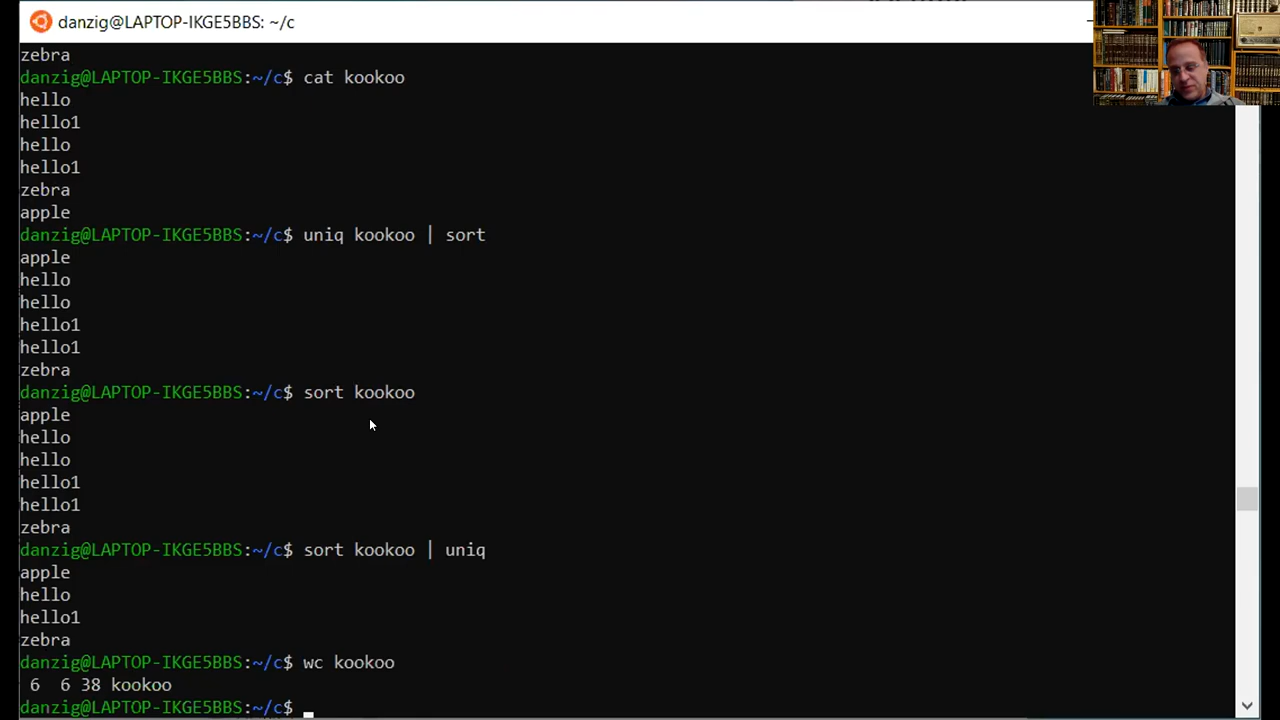 danzig@LAPTOP-IKGE5BBS: ~/c
zebra
danzig@LAPTOP-IKGE5BBS:~/c$ cat kookoo
hello
hello1
hello
hello1
zebra
apple
danzig@LAPTOP-IKGE5BBS:~/c$ uniq kookoo | sort
apple
hello
hello
hello1
hello1
zebra
danzig@LAPTOP-IKGE5BBS:~/c$ sort kookoo
apple
hello
hello
hello1
hello1
zebra
danzig@LAPTOP-IKGE5BBS:~/c$ sort kookoo | uniq
apple
hello
hello1
zebra
danzig@LAPTOP-IKGE5BBS:~/c$ wc kookoo
 6  6 38 kookoo
danzig@LAPTOP-IKGE5BBS:~/c$